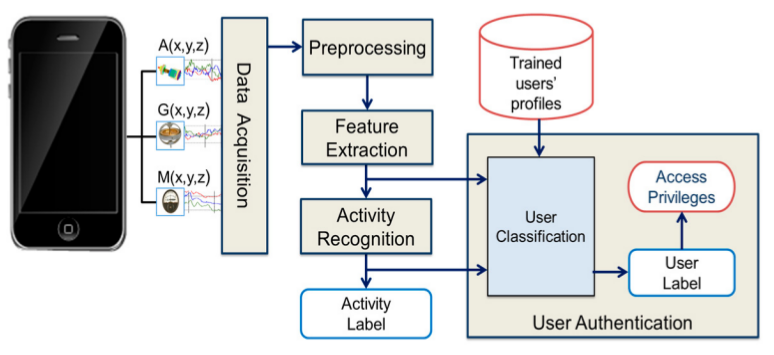 A(x,y,z)
G(x,y,z)
M(x,y,z)
Data Acquisition
Preprocessing
Feature
Extraction
Activity
Recognition
Activity
Label
Trained
users'
profiles
User
Classification
Access
Privileges
User
Label
User Authentication